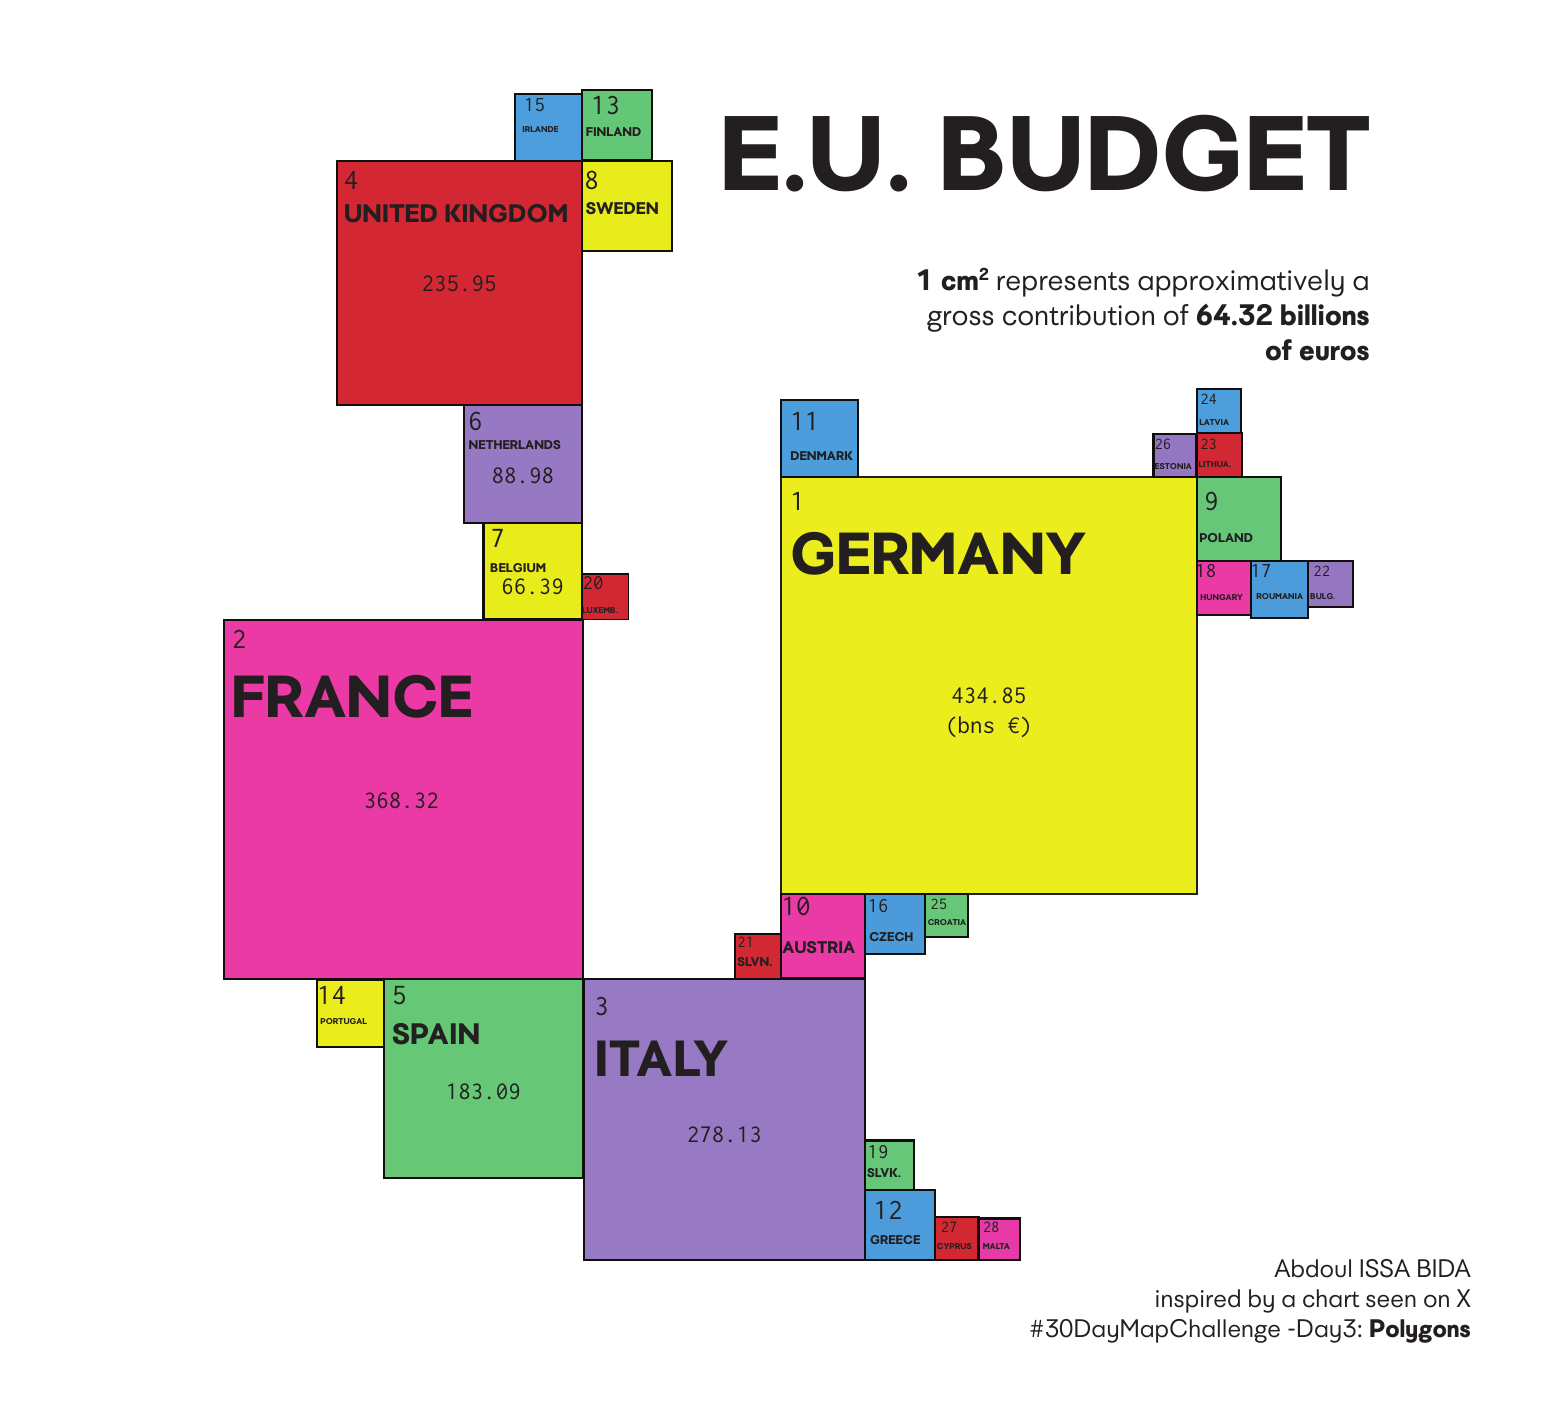 E.U. BUDGET
1 cm² represents approximatively a
gross contribution of 64.32 billions
of euros
15
IRLANDE
13
FINLAND
4
UNITED KINGDOM
235.95
8
SWEDEN
6
NETHERLANDS
88.98
7
BELGIUM
66.39
20
LUXEMB.
2
FRANCE
368.32
14
PORTUGAL
5
SPAIN
183.09
3
ITALY
278.13
11
DENMARK
24
LATVIA
26
ESTONIA
23
LITHUA.
1
GERMANY
434.85
(bns €)
9
POLAND
18
HUNGARY
17
ROUMANIA
22
BULG.
21
SLVN.
10
AUSTRIA
16
CZECH
25
CROATIA
19
SLVK.
12
GREECE
27
CYPRUS
28
MALTA
Abdoul ISSA BIDA
inspired by a chart seen on X
#30DayMapChallenge -Day3: Polygons